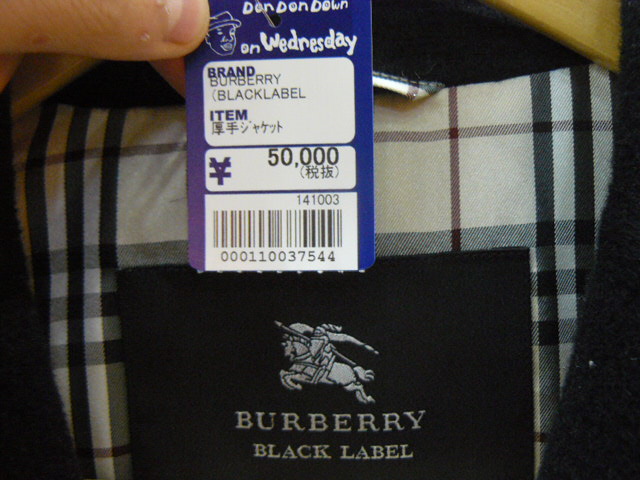 Don Don Down
on Wednesday
BRAND
BURBERRY
(BLACKLABEL
ITEM
厚手ジャケット
¥ 50,000
(税抜)
141003
000110037544
BURBERRY
BLACK LABEL